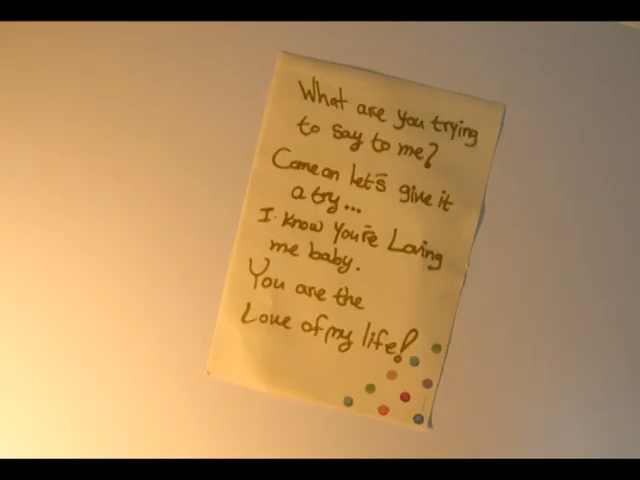 What are you trying
to say to me?
Come on let's give it
a try...
I know you're Loving
me baby.
You are the
Love of my life!